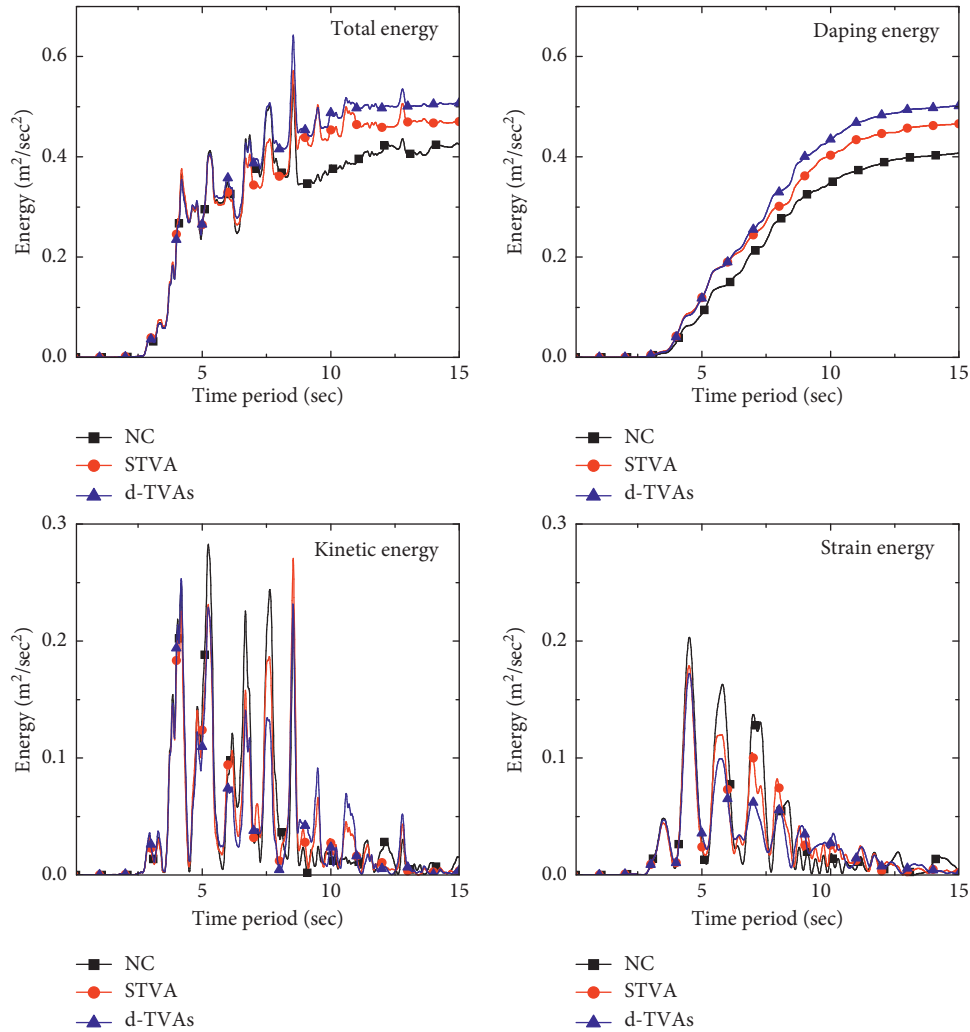 Total energy
0.6
0.4
0.2
0.0
Energy (m²/sec²)
5
10
15
Time period (sec)
NC
STVA
d-TVAs
Daping energy
0.6
0.4
0.2
0.0
Energy (m²/sec²)
5
10
15
Time period (sec)
NC
STVA
d-TVAs
Kinetic energy
0.3
0.2
0.1
0.0
Energy (m²/sec²)
5
10
15
Time period (sec)
NC
STVA
d-TVAs
Strain energy
0.3
0.2
0.1
0.0
Energy (m²/sec²)
5
10
15
Time period (sec)
NC
STVA
d-TVAs